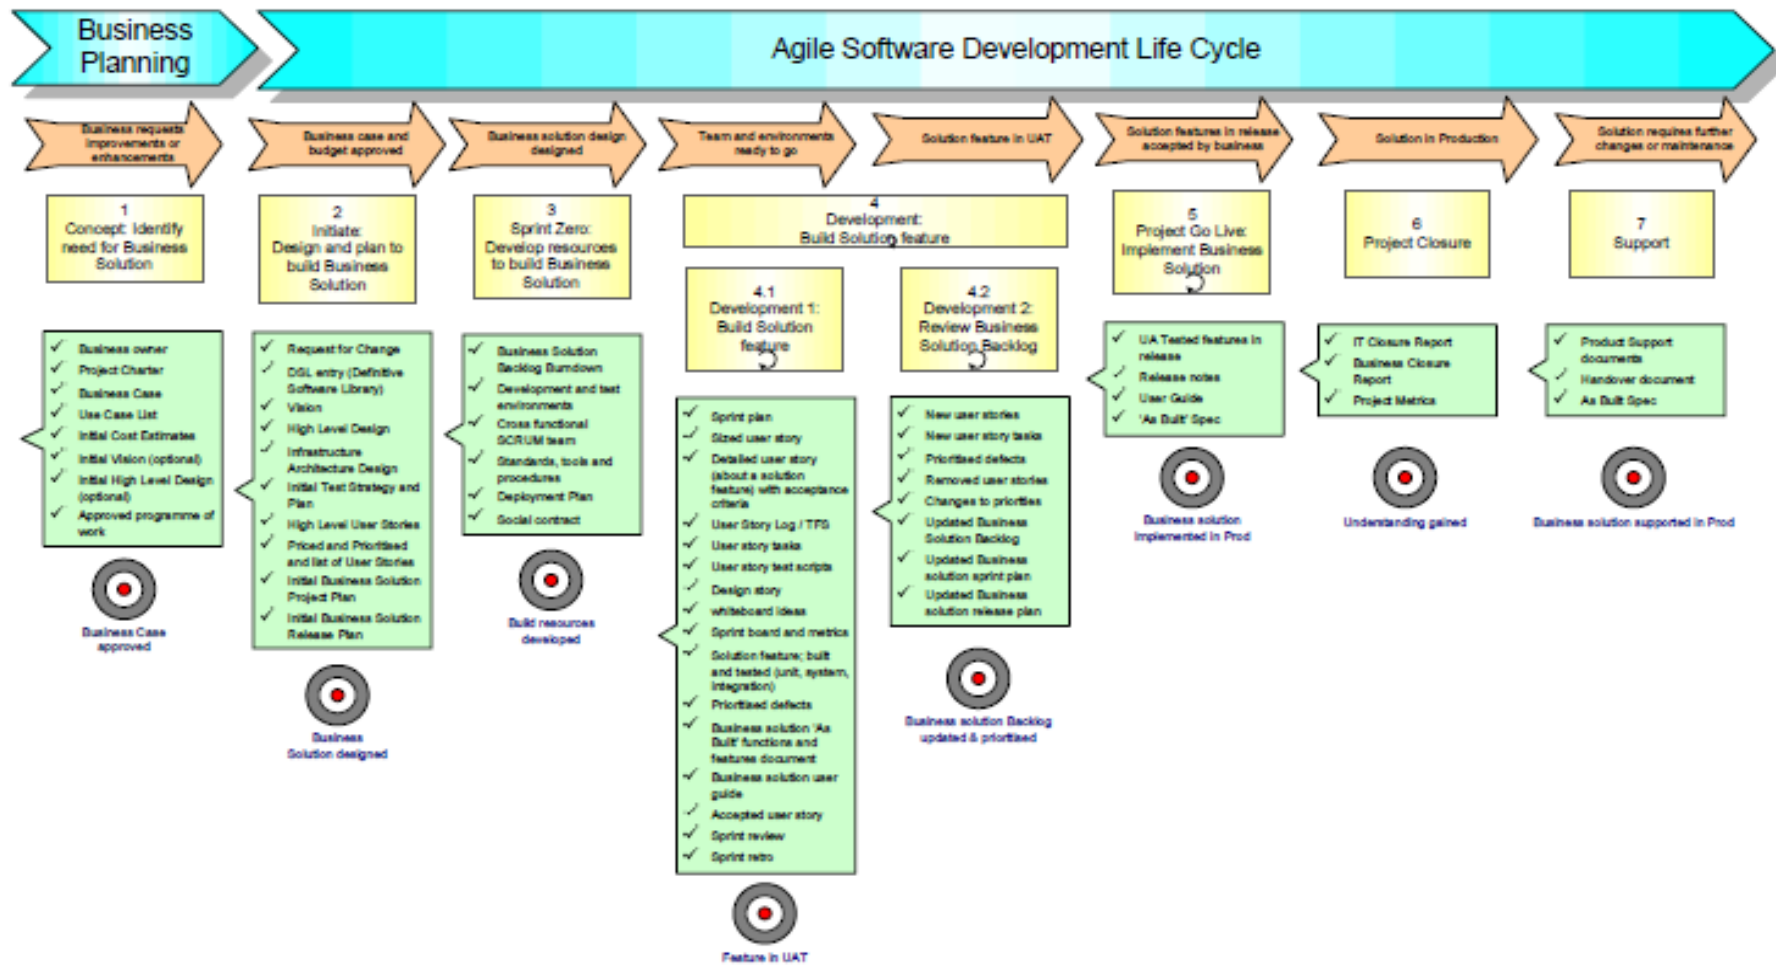 Business
Planning
Agile Software Development Life Cycle
Business requests
improvements or
enhancements
Business case and
budget approved
Business solution design
designed
Team and environments
ready to go
Solution feature in UAT
Solution features in release
accepted by business
Solution in Production
Solution requires further
changes or maintenance
1
Concept: Identify
need for Business
Solution
2
Initiate:
Design and plan to
build Business
Solution
3
Sprint Zero:
Develop resources
to build Business
Solution
4
Development:
Build Solution feature
4.1
Development 1:
Build Solution
feature
4.2
Development 2:
Review Business
Solution Backlog
5
Project Go Live:
Implement Business
Solution
6
Project Closure
7
Support
Business owner
Project Charter
Business Case
Use Case List
Initial Cost Estimates
Initial Vision (optional)
Initial High Level Design
(optional)
Approved programme of
work
Business Case
approved
Request for Change
DSL entry (Definitive
Software Library)
Vision
High Level Design
Infrastructure
Architecture Design
Initial Test Strategy and
Plan
High Level User Stories
Priced and Prioritised
and list of User Stories
Initial Business Solution
Project Plan
Initial Business Solution
Release Plan
Business
Solution designed
Business Solution
Backlog Burndown
Development and test
environments
Cross functional
SCRUM team
Standards, tools and
procedures
Deployment Plan
Social contract
Build resources
developed
Sprint plan
Sized user story
Detailed user story
(about a solution
feature) with acceptance
criteria
User Story Log / TFS
User story tasks
User story test scripts
Design story
whiteboard ideas
Sprint board and metrics
Solution feature; built
and tested (unit, system,
integration)
Prioritised defects
Business solution 'As
Built' functions and
features document
Business solution user
guide
Accepted user story
Sprint review
Sprint retro
Feature in UAT
New user stories
New user story tasks
Prioritised defects
Removed user stories
Changes to priorities
Updated Business
Solution Backlog
Updated Business
solution sprint plan
Updated Business
solution release plan
Business solution Backlog
updated & prioritised
UA Tested features in
release
Release notes
User Guide
'As Built' Spec
Business solution
implemented in Prod
IT Closure Report
Business Closure
Report
Project Metrics
Understanding gained
Product Support
documents
Handover document
As Built Spec
Business solution supported in Prod